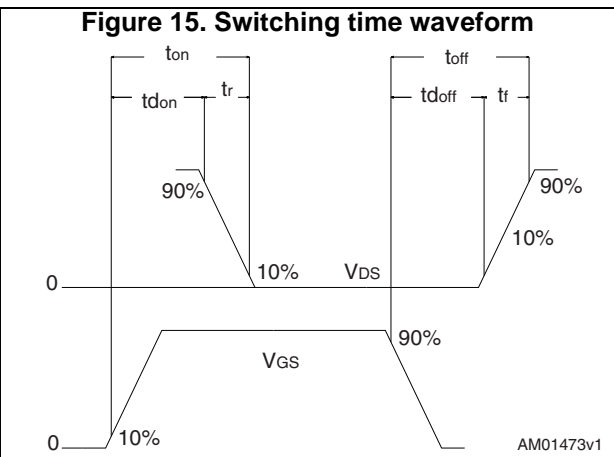 Figure 15. Switching time waveform
ton
toff
tdon
tr
tdoff
tf
90%
90%
10%
10%
0
VDS
90%
VGS
0
10%
AM01473v1